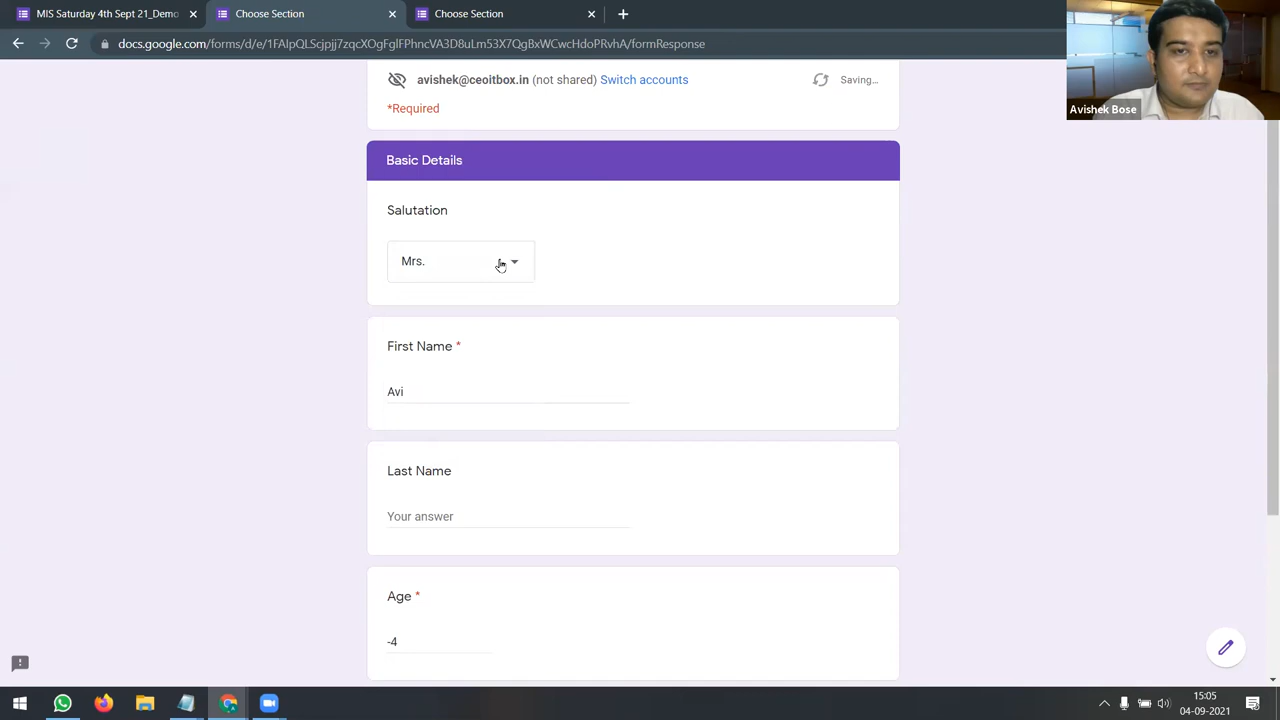 MIS Saturday 4th Sept 21_Demo
Choose Section
Choose Section
docs.google.com/forms/d/e/1FAIpQLScjpjj7zqcXOgFglFPhncVA3D8uLm53X7QgBxWCwcHdoPRvhA/formResponse
Avishek Bose
avishek@ceoitbox.in (not shared) Switch accounts
Saving...
*Required
Basic Details
Salutation
Mrs.
First Name *
Avi
Last Name
Your answer
Age *
-4
15:05
04-09-2021